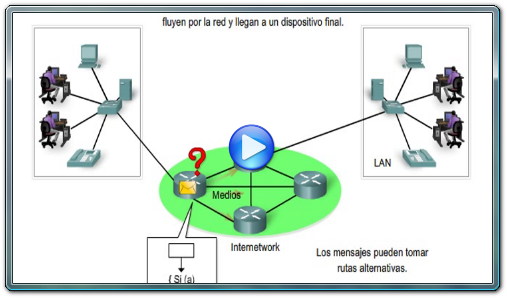 fluyen por la red y llegan a un dispositivo final.
LAN
?
Medios
Internetwork
Los mensajes pueden tomar
rutas alternativas.
{ Si (a)